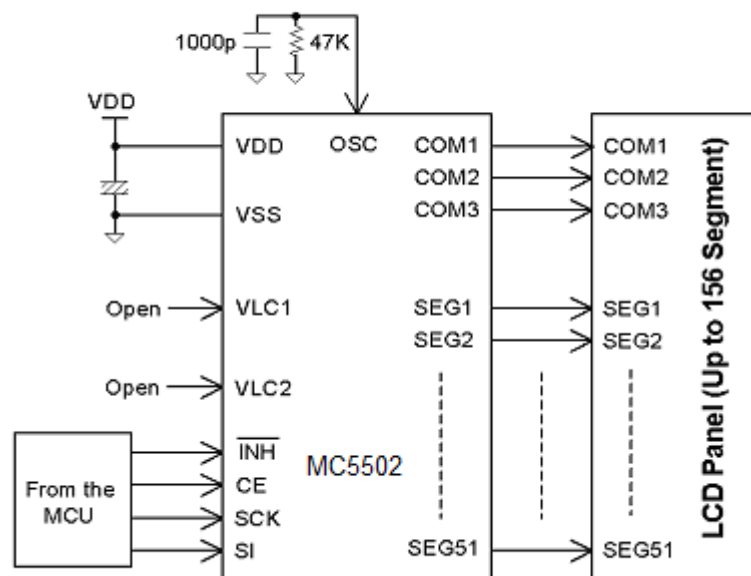 1000p
47K
VDD
VDD
OSC
COM1
COM1
COM2
COM2
COM3
COM3
VSS
Open
VLC1
SEG1
SEG1
SEG2
SEG2
Open
VLC2
From the
MCU
INH
CE
SCK
SI
MC5502
SEG51
SEG51
LCD Panel (Up to 156 Segment)